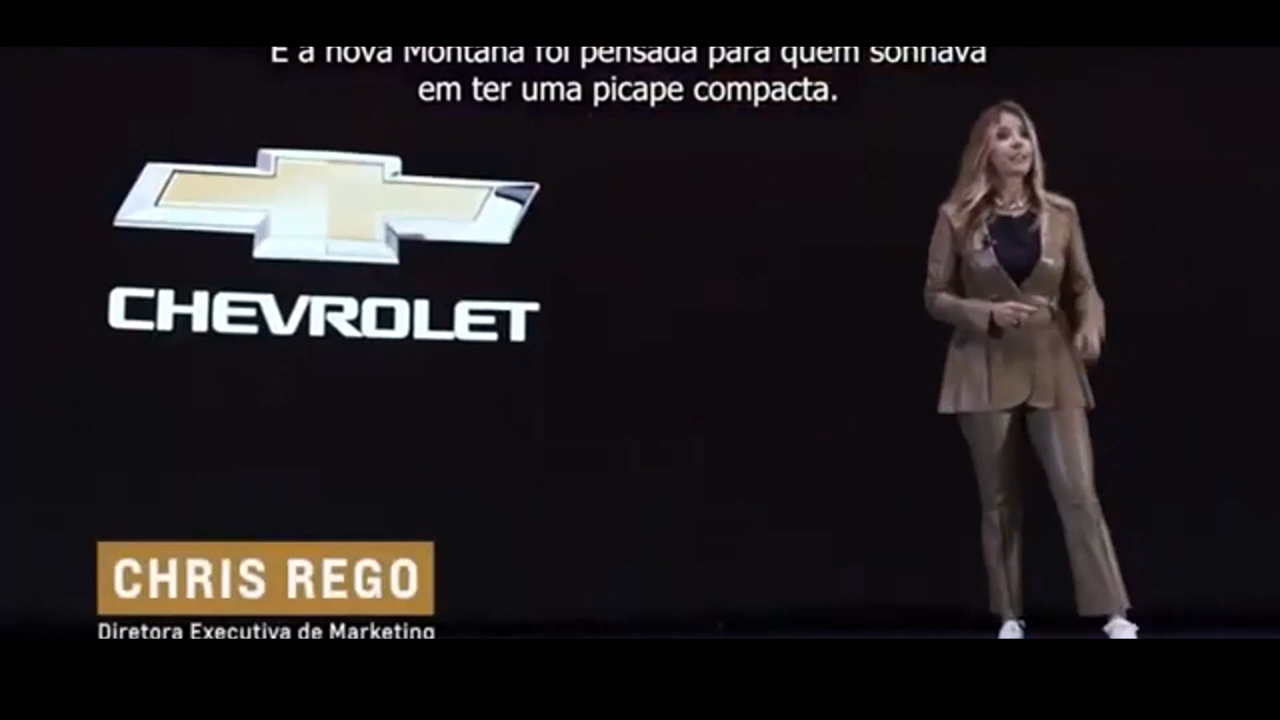 E a nova Montana foi pensada para quem sonhava
em ter uma picape compacta.
CHEVROLET
CHRIS REGO
Diretora Executiva de Marketing